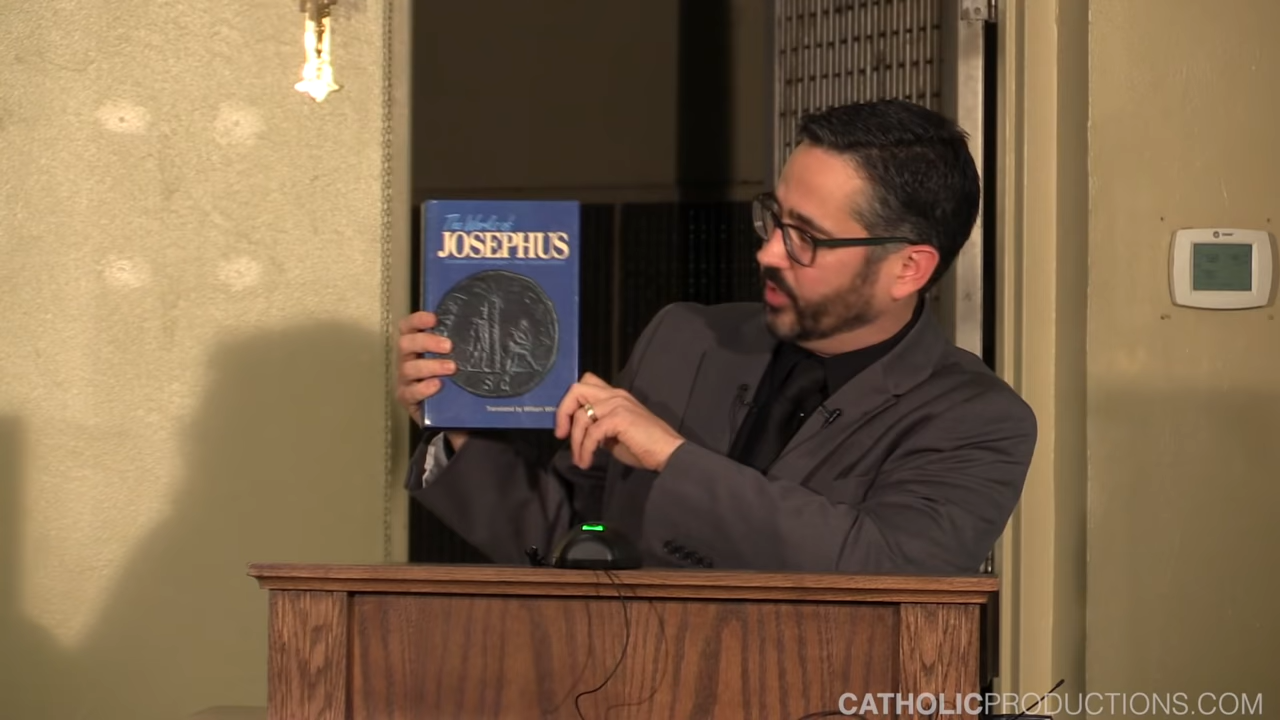 The Works of
JOSEPHUS
S C
Translated by William
CATHOLICPRODUCTIONS.COM